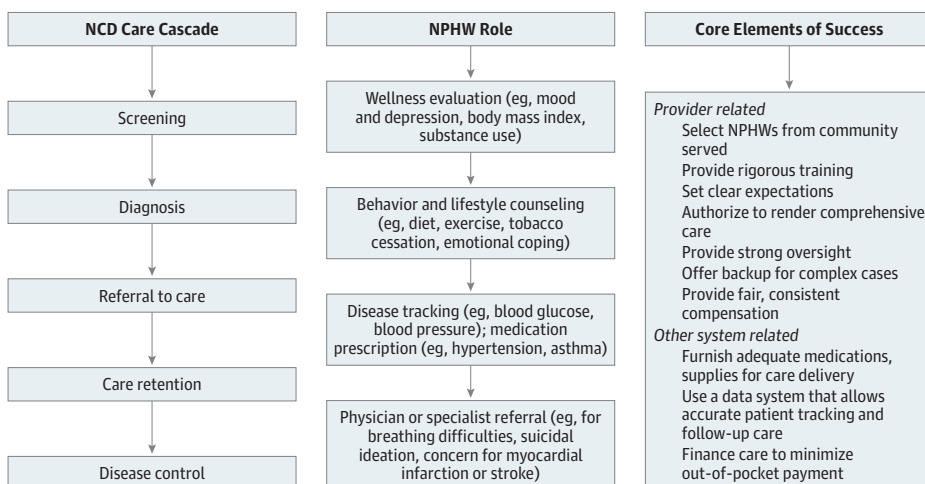 NCD Care Cascade
Screening
Diagnosis
Referral to care
Care retention
Disease control
NPHW Role
Wellness evaluation (eg, mood
and depression, body mass index,
substance use)
Behavior and lifestyle counseling
(eg, diet, exercise, tobacco
cessation, emotional coping)
Disease tracking (eg, blood glucose,
blood pressure); medication
prescription (eg, hypertension, asthma)
Physician or specialist referral (eg, for
breathing difficulties, suicidal
ideation, concern for myocardial
infarction or stroke)
Core Elements of Success
Provider related
Select NPHWs from community
served
Provide rigorous training
Set clear expectations
Authorize to render comprehensive
care
Provide strong oversight
Offer backup for complex cases
Provide fair, consistent
compensation
Other system related
Furnish adequate medications,
supplies for care delivery
Use a data system that allows
accurate patient tracking and
follow-up care
Finance care to minimize
out-of-pocket payment